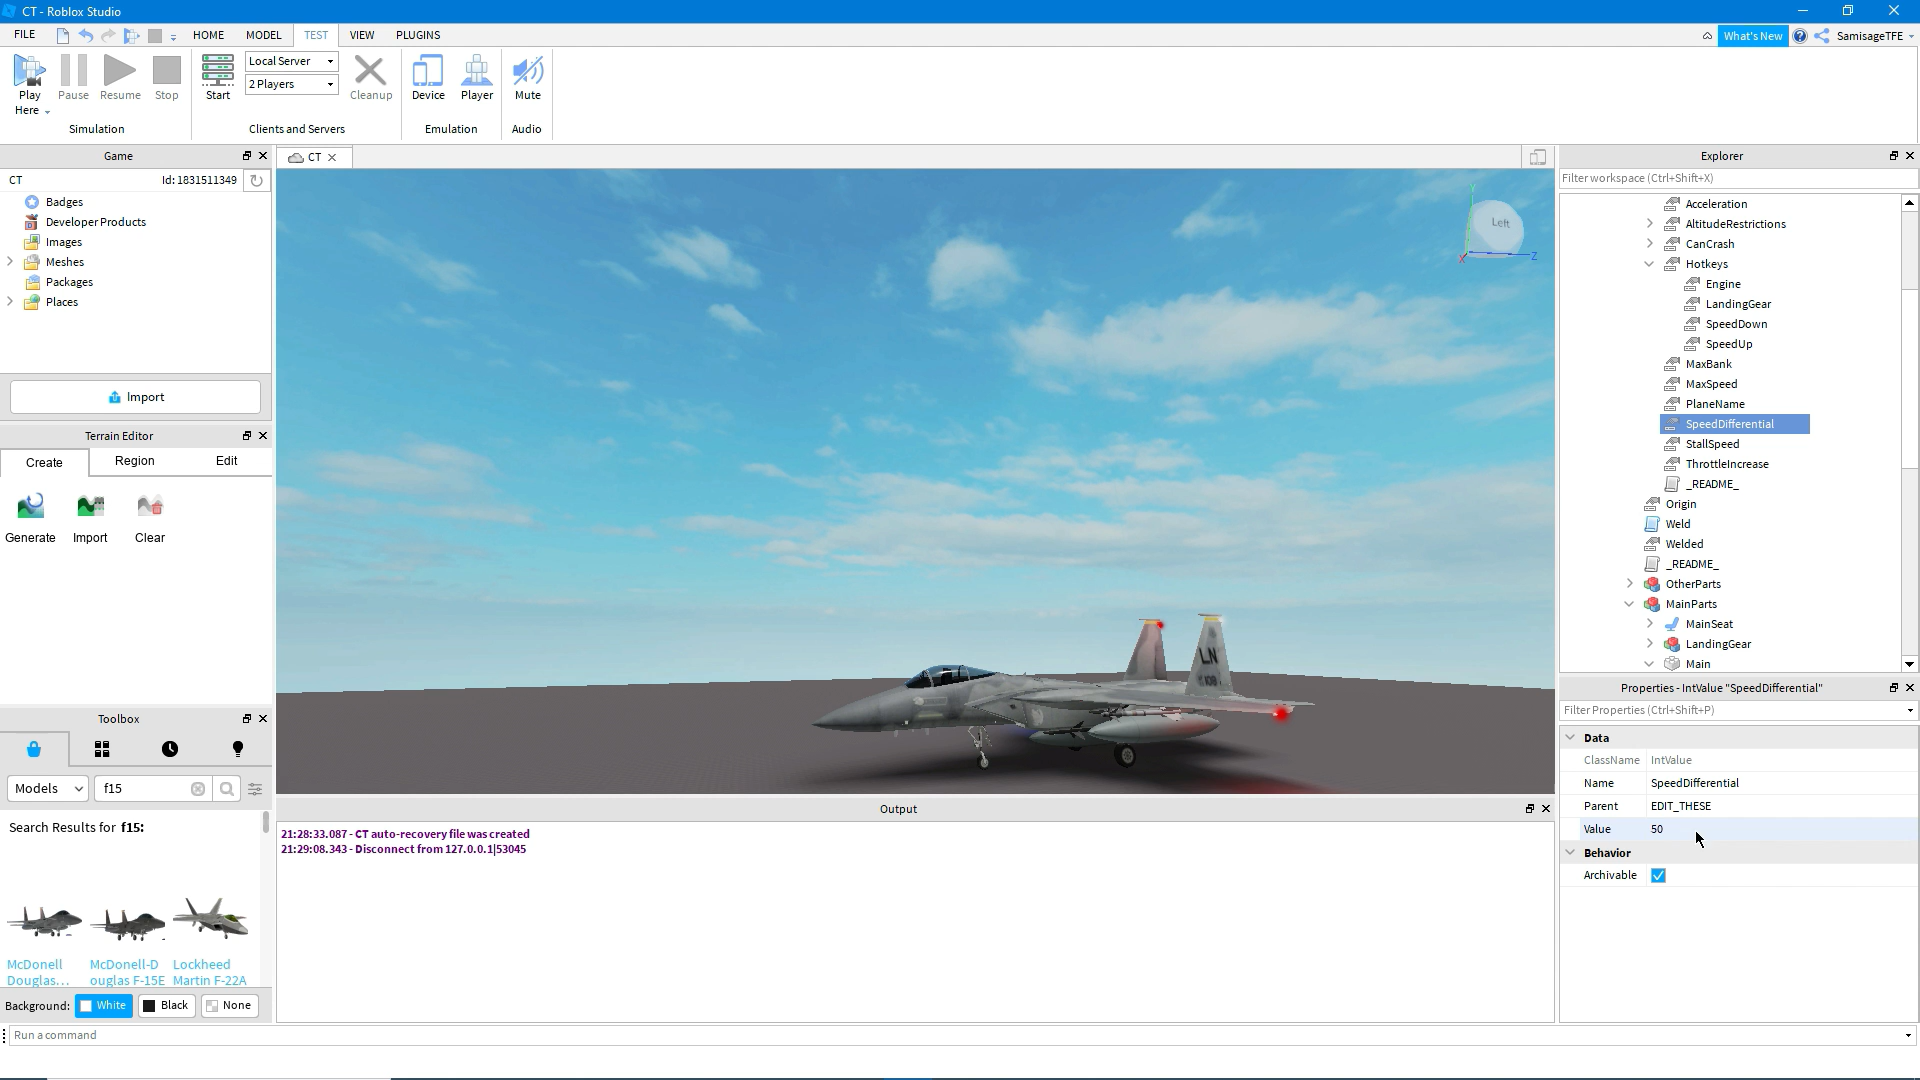 CT - Roblox Studio
FILE
HOME
MODEL
TEST
VIEW
PLUGINS
What's New
SamisageTFE
Play
Here
Pause
Resume
Stop
Simulation
Start
Local Server
2 Players
Cleanup
Clients and Servers
Device
Player
Emulation
Mute
Audio
Game
CT
Id: 1831511349
Badges
Developer Products
Images
Meshes
Packages
Places
Import
Terrain Editor
Create
Region
Edit
Generate
Import
Clear
Toolbox
Models
f15
Search Results for f15:
McDonell
Douglas...
McDonell-D
ouglas F-15E
Lockheed
Martin F-22A
Background:
White
Black
None
Run a command
CT
Left
Y
X
Z
LN
Output
21:28:33.087 - CT auto-recovery file was created
21:29:08.343 - Disconnect from 127.0.0.1|53045
Explorer
Filter workspace (Ctrl+Shift+X)
Acceleration
AltitudeRestrictions
CanCrash
Hotkeys
Engine
LandingGear
SpeedDown
SpeedUp
MaxBank
MaxSpeed
PlaneName
SpeedDifferential
StallSpeed
ThrottleIncrease
_README_
Origin
Weld
Welded
_README_
OtherParts
MainParts
MainSeat
LandingGear
Main
Properties - IntValue "SpeedDifferential"
Filter Properties (Ctrl+Shift+P)
Data
ClassName IntValue
Name SpeedDifferential
Parent EDIT_THESE
Value 50
Behavior
Archivable